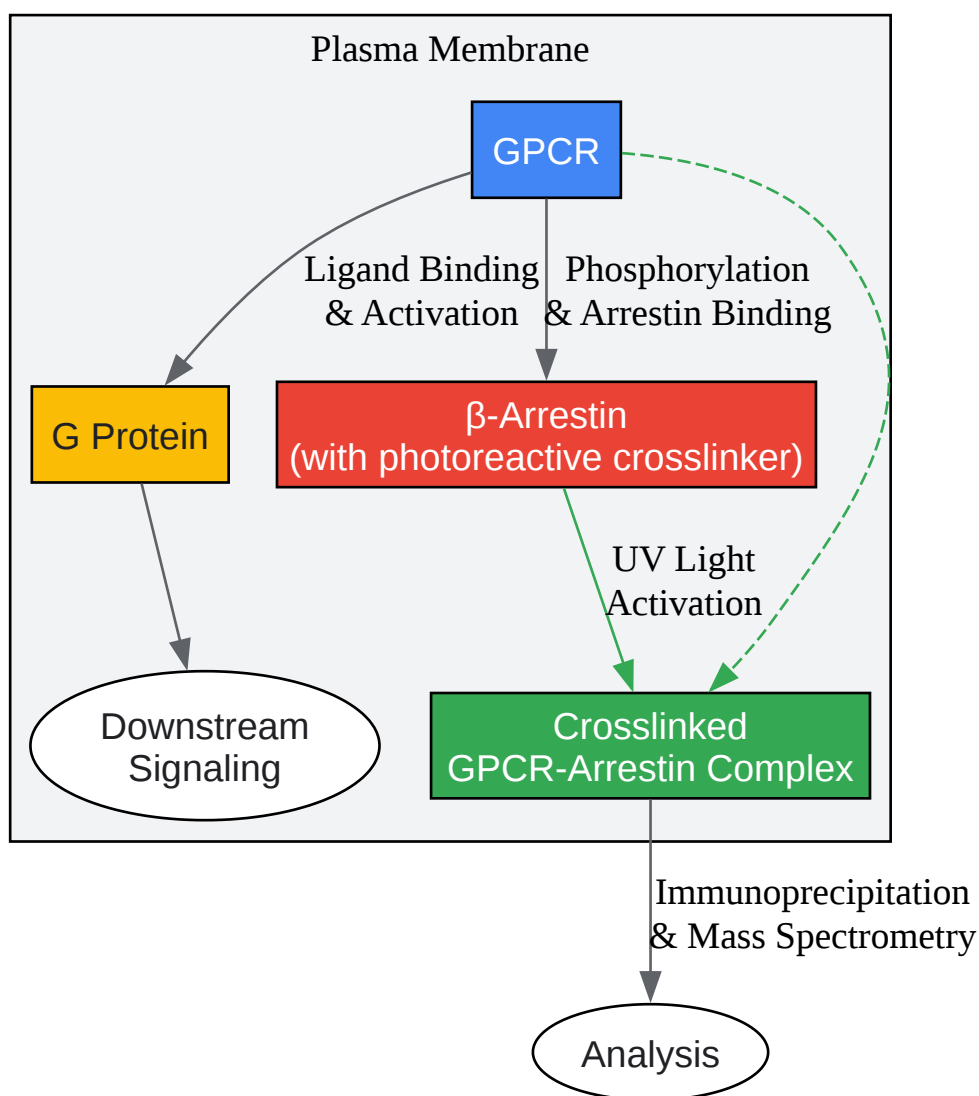 Plasma Membrane
GPCR
Ligand Binding
& Activation
Phosphorylation
& Arrestin Binding
G Protein
β-Arrestin
(with photoreactive crosslinker)
UV Light
Activation
Downstream
Signaling
Crosslinked
GPCR-Arrestin Complex
Immunoprecipitation
& Mass Spectrometry
Analysis